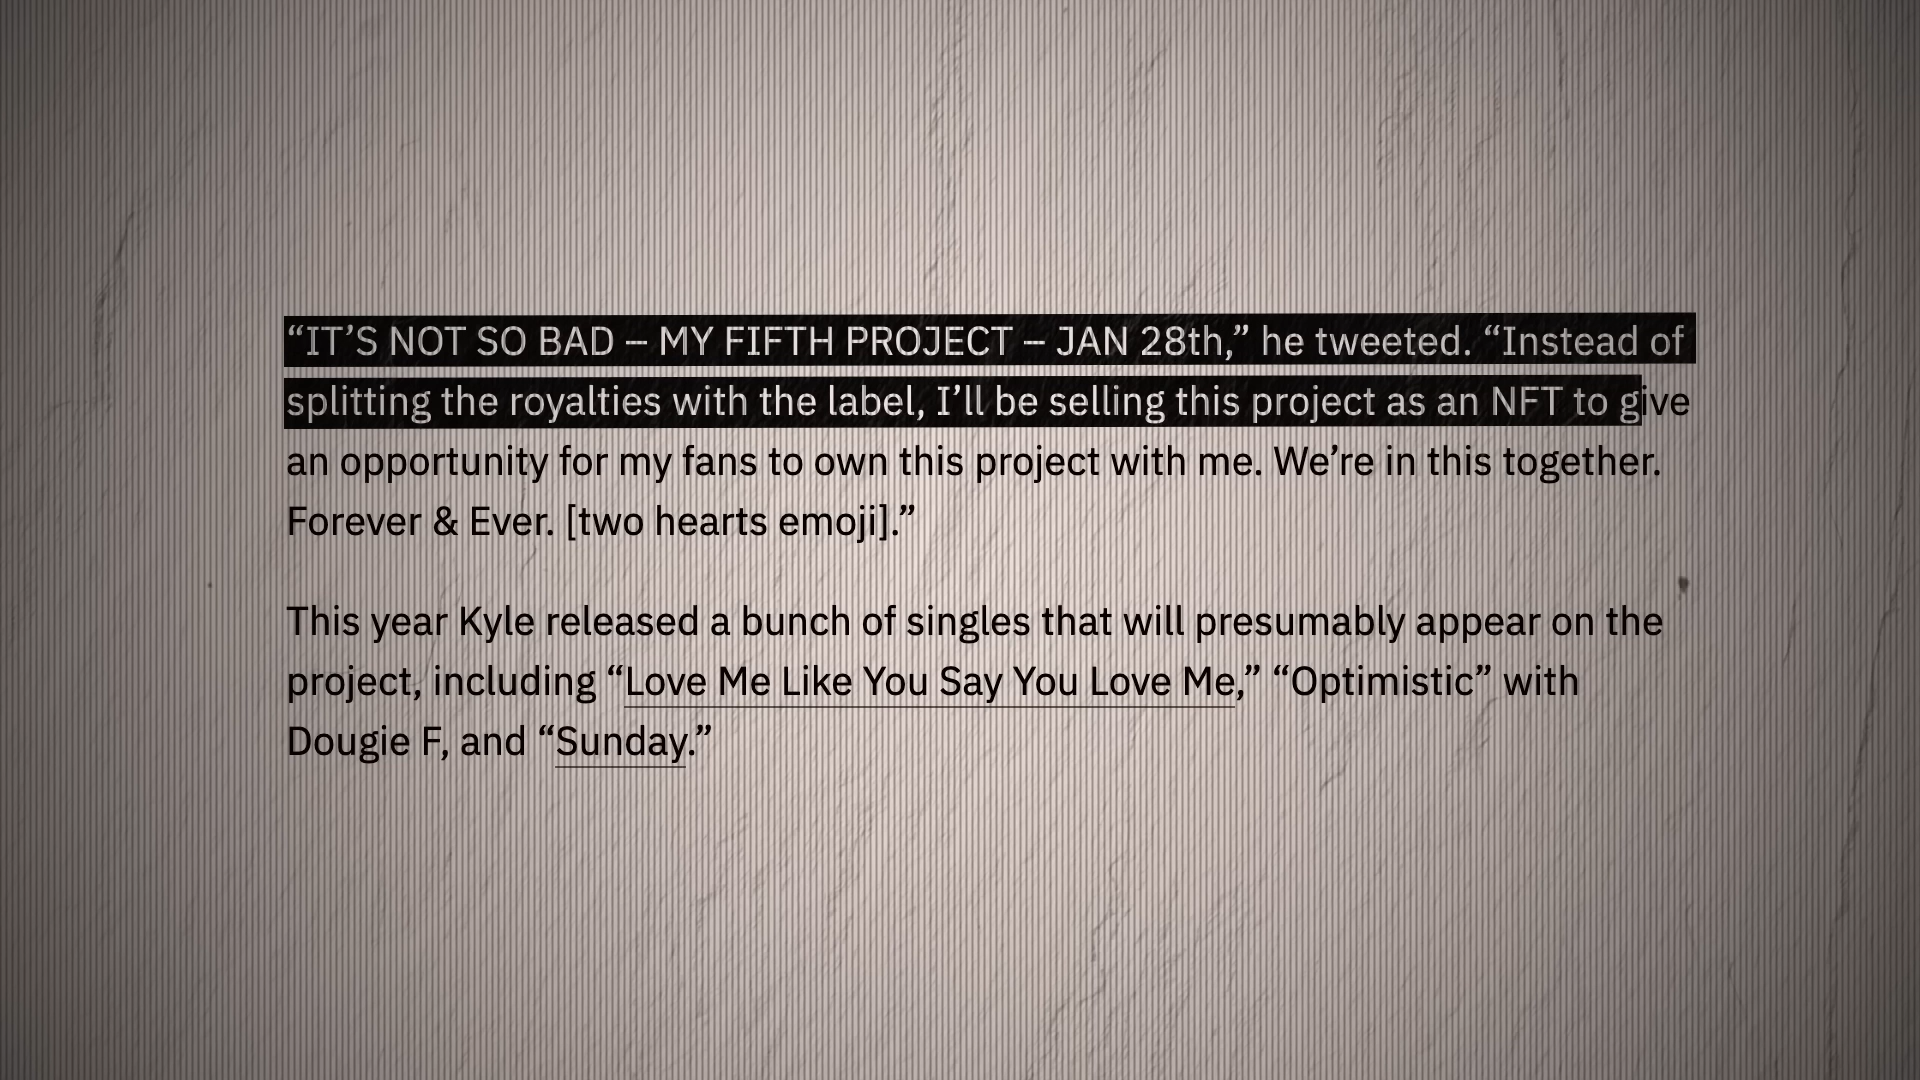 “IT’S NOT SO BAD – MY FIFTH PROJECT – JAN 28th,” he tweeted. “Instead of
splitting the royalties with the label, I’ll be selling this project as an NFT to give
an opportunity for my fans to own this project with me. We’re in this together.
Forever & Ever. [two hearts emoji].”
This year Kyle released a bunch of singles that will presumably appear on the
project, including “Love Me Like You Say You Love Me,” “Optimistic” with
Dougie F, and “Sunday.”